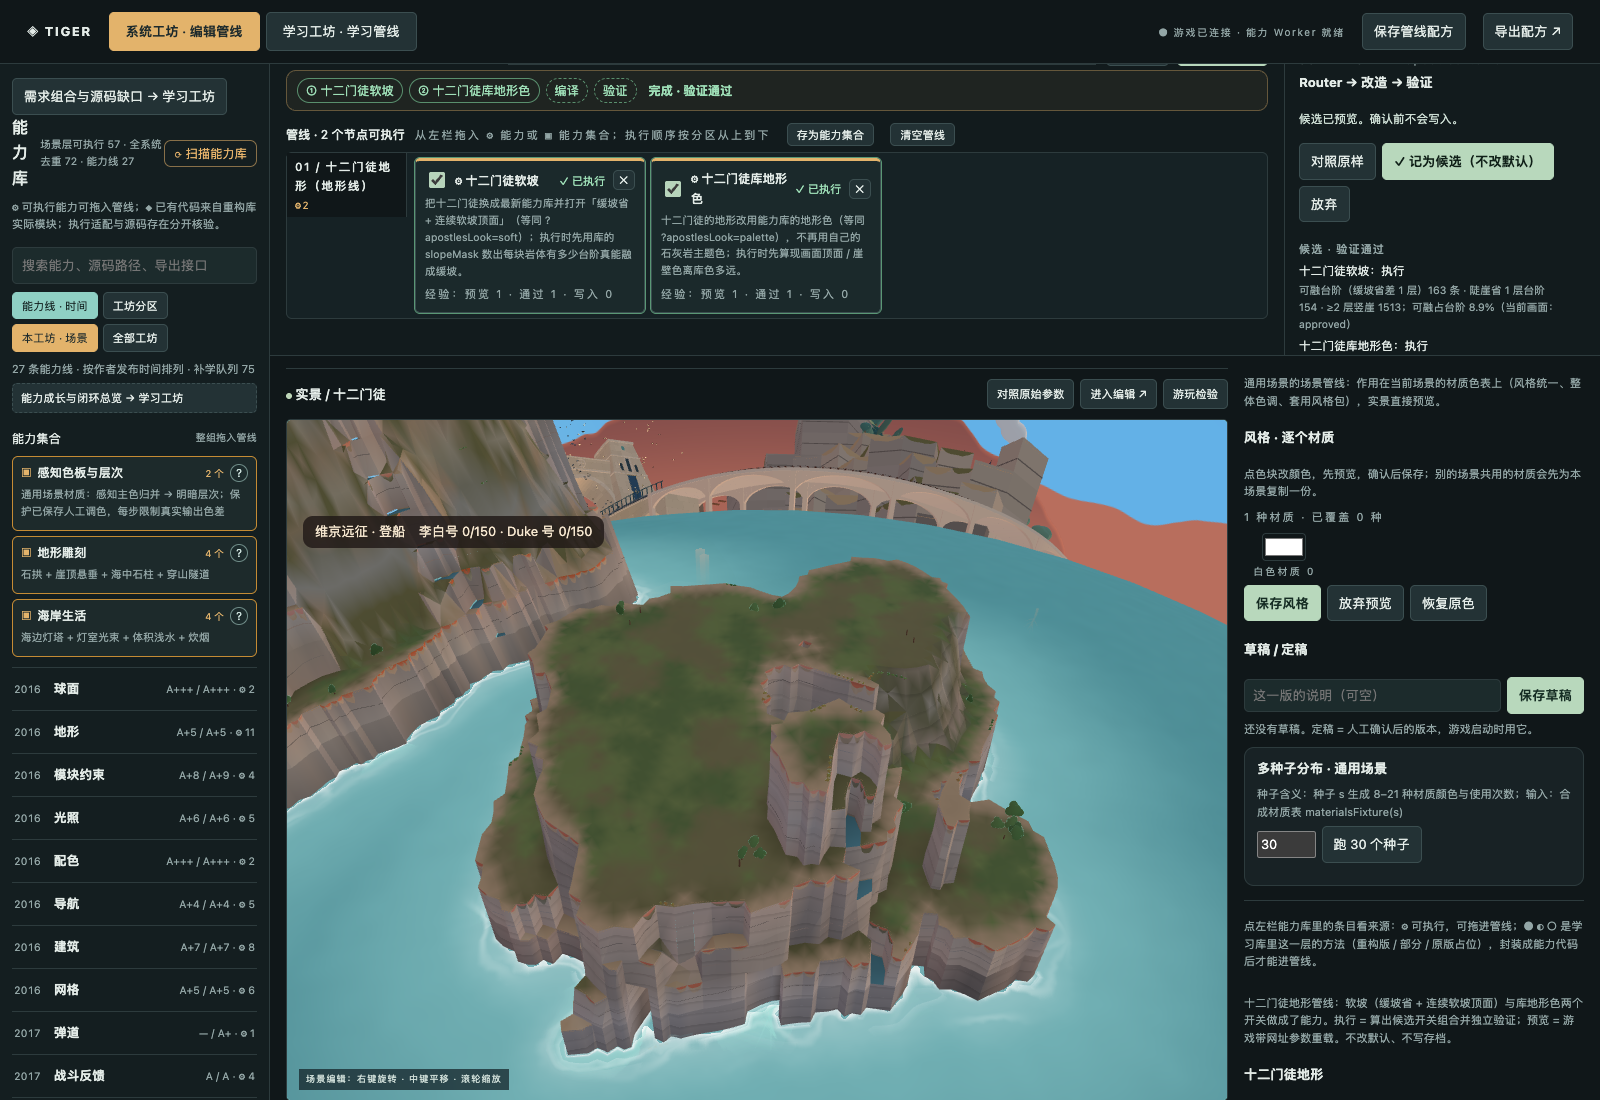 ◈ TIGER
系统工坊 · 编辑管线
学习工坊 · 学习管线
游戏已连接 · 能力 Worker 就绪
保存管线配方
导出配方 ↗
需求组合与源码缺口 → 学习工坊
能力库
场景层可执行 57 · 全系统去重 72 · 能力线 27
⟳ 扫描能力库
⚙ 可执行能力可拖入管线；◆ 已有代码来自重构库
实际模块；执行适配与源码存在分开核验。
搜索能力、源码路径、导出接口
能力线 · 时间
工坊分区
本工坊 · 场景
全部工坊
27 条能力线 · 按作者发布时间排列 · 补学队列 75
能力成长与闭环总览 → 学习工坊
能力集合
整组拖入管线
▣ 感知色板与层次 2 个 ?
通用场景材质：感知主色归并 → 明暗层次；保
护已保存人工调色，每步限制真实输出色差
▣ 地形雕刻 4 个 ?
石拱 + 崖顶悬垂 + 海中石柱 + 穿山隧道
▣ 海岸生活 4 个 ?
海边灯塔 + 灯室光束 + 体积浅水 + 炊烟
2016 球面 A+++ / A+++ · ⚙ 2
2016 地形 A+5 / A+5 · ⚙ 11
2016 模块约束 A+8 / A+9 · ⚙ 4
2016 光照 A+6 / A+6 · ⚙ 5
2016 配色 A+++ / A+++ · ⚙ 2
2016 导航 A+4 / A+4 · ⚙ 5
2016 建筑 A+7 / A+7 · ⚙ 8
2016 网格 A+5 / A+5 · ⚙ 6
2017 弹道 — / A+ · ⚙ 1
2017 战斗反馈 A / A · ⚙ 4
① 十二门徒软坡
② 十二门徒库地形色
编译
验证
完成 · 验证通过
管线 · 2 个节点可执行
从左栏拖入 ⚙ 能力或 ▣ 能力集合；执行顺序按分区从上到下
存为能力集合
清空管线
01 / 十二门徒地
形（地形线）
⚙2
⚙ 十二门徒软坡 ✓ 已执行 ✕
把十二门徒换成最新能力库并打开「缓坡省
+ 连续软坡顶面」（等同 ?
apostlesLook=soft）；执行时先用库的
slopeMask 数出每块岩体有多少台阶真能融
成缓坡。
经验：预览 1 · 通过 1 · 写入 0
⚙ 十二门徒库地形色 ✓ 已执行 ✕
十二门徒的地形改用能力库的地形色（等同
?apostlesLook=palette），不再用自己的
石灰岩主题色；执行时先算现画面顶面 / 崖
壁色离库色多远。
经验：预览 1 · 通过 1 · 写入 0
Router → 改造 → 验证
候选已预览。确认前不会写入。
对照原样
✓ 记为候选（不改默认）
放弃
候选 · 验证通过
十二门徒软坡：执行
可融台阶（缓坡省差 1 层）163 条 · 陡崖省 1 层台阶
154 · ≥2 层竖崖 1513；可融占台阶 8.9%（当前画面：
approved）
十二门徒库地形色：执行
实景 / 十二门徒
对照原始参数
进入编辑 ↗
游玩检验
维京远征 · 登船 李白号 0/150 · Duke 号 0/150
场景编辑：右键旋转 · 中键平移 · 滚轮缩放
通用场景的场景管线：作用在当前场景的材质色表上（风格统一、整
体色调、套用风格包），实景直接预览。
风格 · 逐个材质
点色块改颜色，先预览，确认后保存；别的场景共用的材质会先为本
场景复制一份。
1 种材质 · 已覆盖 0 种
白色材质 0
保存风格
放弃预览
恢复原色
草稿 / 定稿
这一版的说明（可空）
保存草稿
还没有草稿。定稿 = 人工确认后的版本，游戏启动时用它。
多种子分布 · 通用场景
种子含义：种子 s 生成 8–21 种材质颜色与使用次数；输入：合
成材质表 materialsFixture(s)
30
跑 30 个种子
点左栏能力库里的条目看来源：⚙ 可执行，可拖进管线；● ◐ ○ 是学
习库里这一层的方法（重构版 / 部分 / 原版占位），封装成能力代码
后才能进管线。
十二门徒地形管线：软坡（缓坡省 + 连续软坡顶面）与库地形色两个
开关做成了能力。执行 = 算出候选开关组合并独立验证；预览 = 游
戏带网址参数重载。不改默认、不写存档。
十二门徒地形